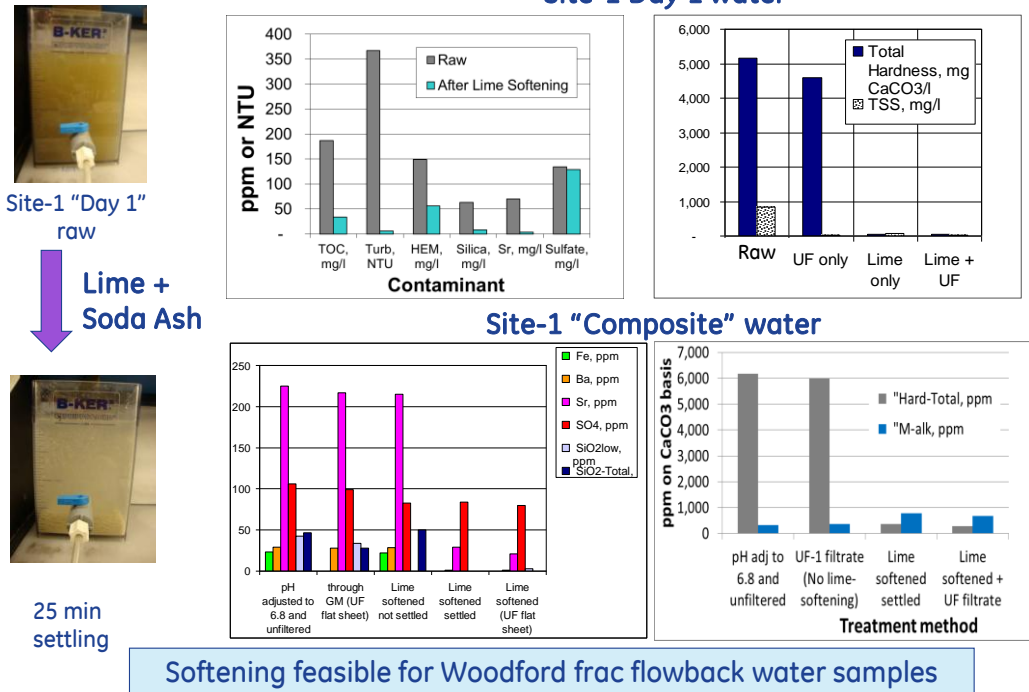 Site-1 Day 1 water
B-KER²
Site-1 "Day 1"
raw
Lime +
Soda Ash
B-KER²
25 min
settling
400
350
300
250
200
150
100
50
-
ppm or NTU
Raw
After Lime Softening
TOC, mg/l
Turb, NTU
HEM, mg/l
Silica, mg/l
Sr, mg/l
Sulfate, mg/l
Contaminant
6,000
5,000
4,000
3,000
2,000
1,000
-
Total
Hardness, mg
CaCO3/l
TSS, mg/l
Raw
UF only
Lime only
Lime + UF
Site-1 "Composite" water
250
200
150
100
50
0
Fe, ppm
Ba, ppm
Sr, ppm
SO4, ppm
SiO2low,
ppm
SiO2-Total,
pH adjusted to 6.8 and unfiltered
through GM (UF flat sheet)
Lime softened not settled
Lime softened settled
Lime softened (UF flat sheet)
7,000
6,000
5,000
4,000
3,000
2,000
1,000
0
ppm on CaCO3 basis
"Hard-Total, ppm
"M-alk, ppm
pH adj to 6.8 and unfiltered
UF-1 filtrate (No lime-softening)
Lime softened settled
Lime softened + UF filtrate
Treatment method
Softening feasible for Woodford frac flowback water samples